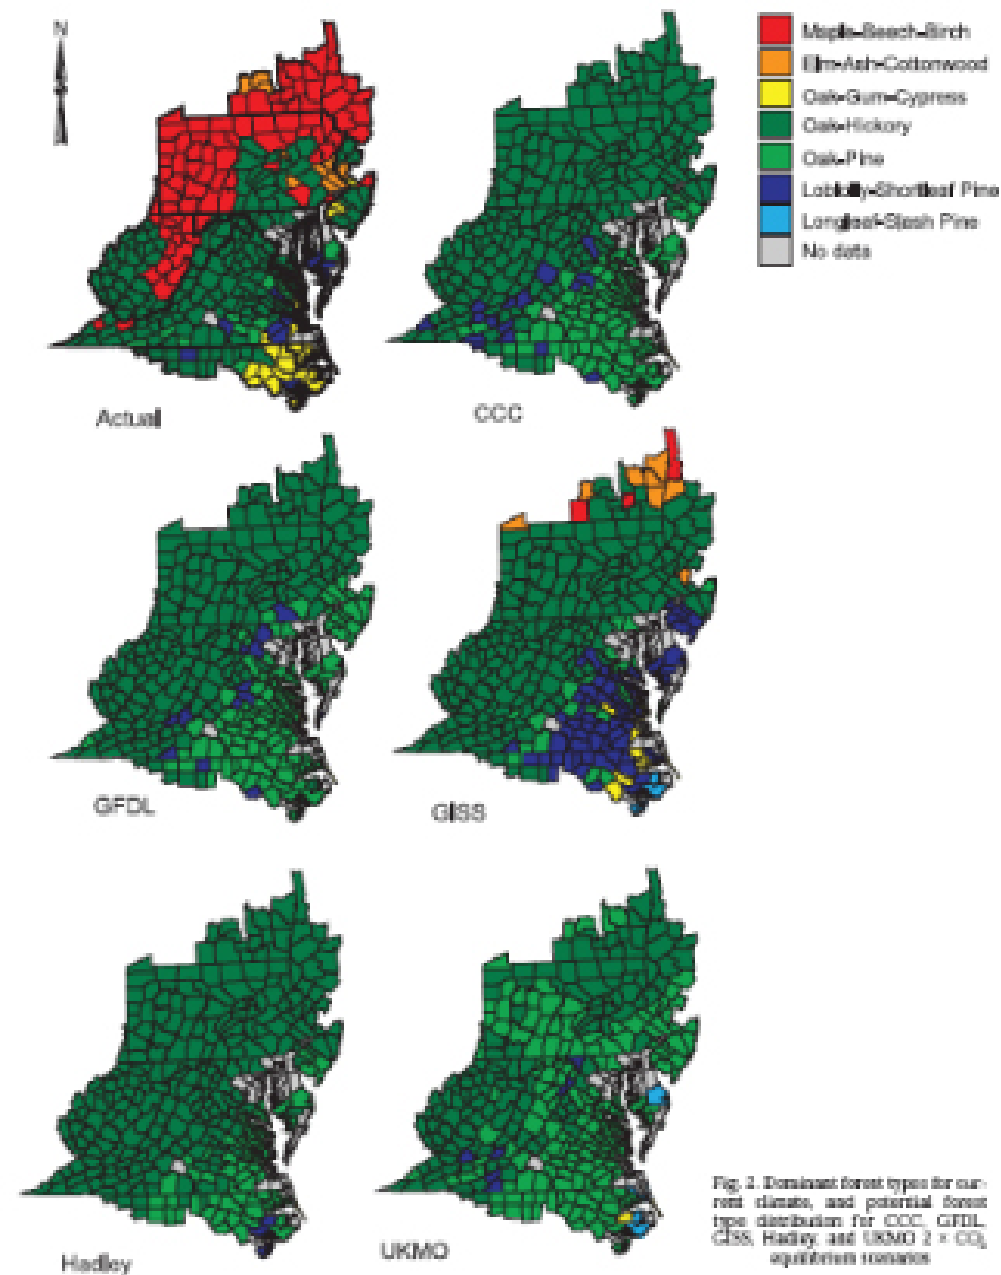 N
Maple-Beech-Birch
Elm-Ash-Cottonwood
Oak-Gum-Cypress
Oak-Hickory
Oak-Pine
Loblolly-Shortleaf Pine
Longleaf-Slash Pine
No data
Actual
CCC
GFDL
GISS
Hadley
UKMO
Fig. 2. Dominant forest types for cur-
rent climate, and potential forest
type distribution for CCC, GFDL,
GISS, Hadley, and UKMO 2 × CO₂
equilibrium scenarios